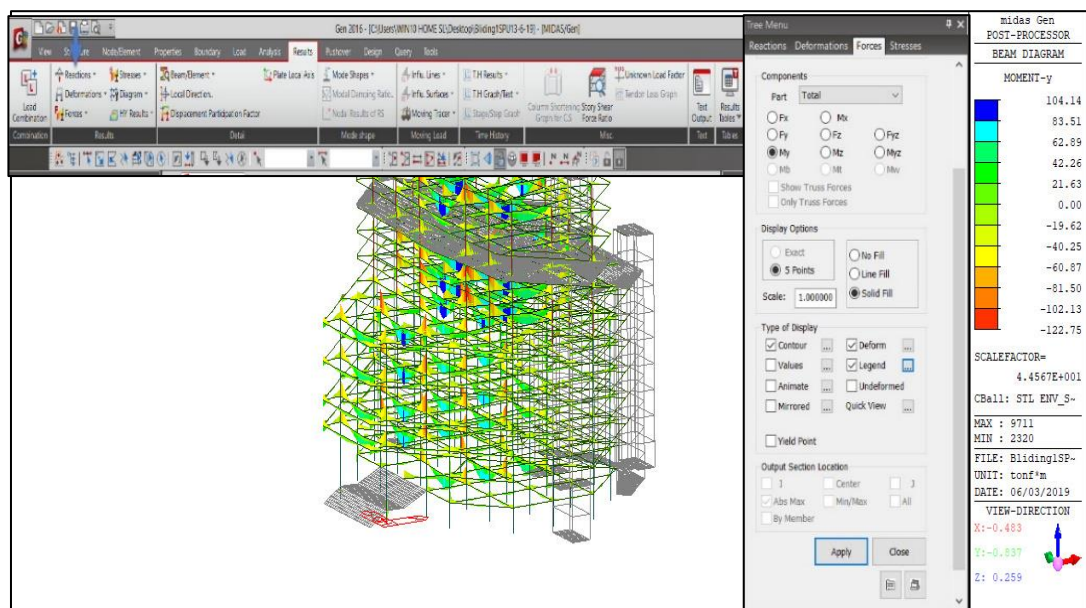 Gen 2016 - [C:\Users\WIN10 HOME SL\Desktop\Bliding1SPU13-6-19] - [MIDAS/Gen]
View Structure Node/Element Properties Boundary Load Analysis Results Pushover Design Query Tools
Load Combination
Reactions Stresses
Deformations Diagram
Forces HY Results
Beam/Element
Local Direction.
Displacement Participation Factor
Plate Local Axis
Mode Shapes
Modal Damping Ratio..
Nodal Results of RS
Influ. Lines
Influ. Surfaces
Moving Tracer
T.H Results
T.H Graph/Text
Stage/Step Graph
Column Shortening Graph for C.S
Story Shear Force Ratio
Unknown Load Factor
Tendon Loss Graph
Text Output
Results Tables
Combination Results Detail Mode shape Moving Load Time History Misc. Text Tables
Tree Menu
Reactions Deformations Forces Stresses
Components
Part Total
Fx Mx
Fy Fz Fyz
My Mz Myz
Mb Mt Mw
Show Truss Forces
Only Truss Forces
Display Options
Exact No Fill
5 Points Line Fill
Scale: 1.000000 Solid Fill
Type of Display
Contour ... Deform ...
Values ... Legend ...
Animate ... Undeformed
Mirrored ... Quick View ...
Yield Point
Output Section Location
I Center J
Abs Max Min/Max All
By Member
Apply Close
midas Gen
POST-PROCESSOR
BEAM DIAGRAM
MOMENT-y
104.14
83.51
62.89
42.26
21.63
0.00
-19.62
-40.25
-60.87
-81.50
-102.13
-122.75
SCALEFACTOR=
4.4567E+001
CBall: STL ENV_S~
MAX : 9711
MIN : 2320
FILE: Bliding1SP~
UNIT: tonf*m
DATE: 06/03/2019
VIEW-DIRECTION
X:-0.483
Y:-0.837
Z: 0.259